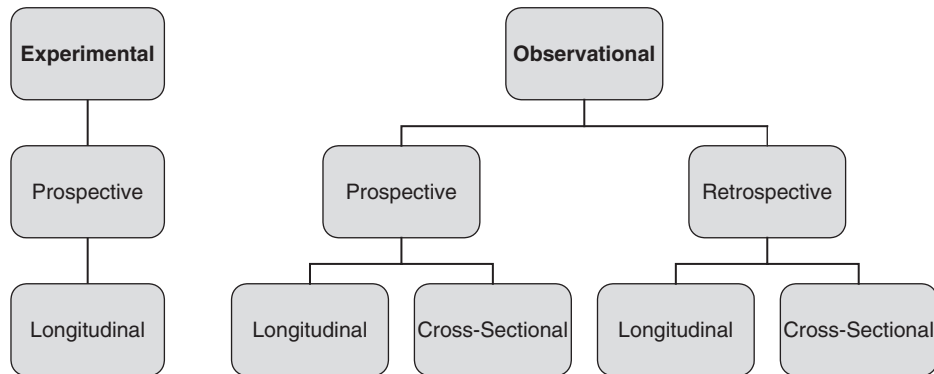 Experimental
Observational
Prospective
Prospective
Retrospective
Longitudinal
Longitudinal
Cross-Sectional
Longitudinal
Cross-Sectional